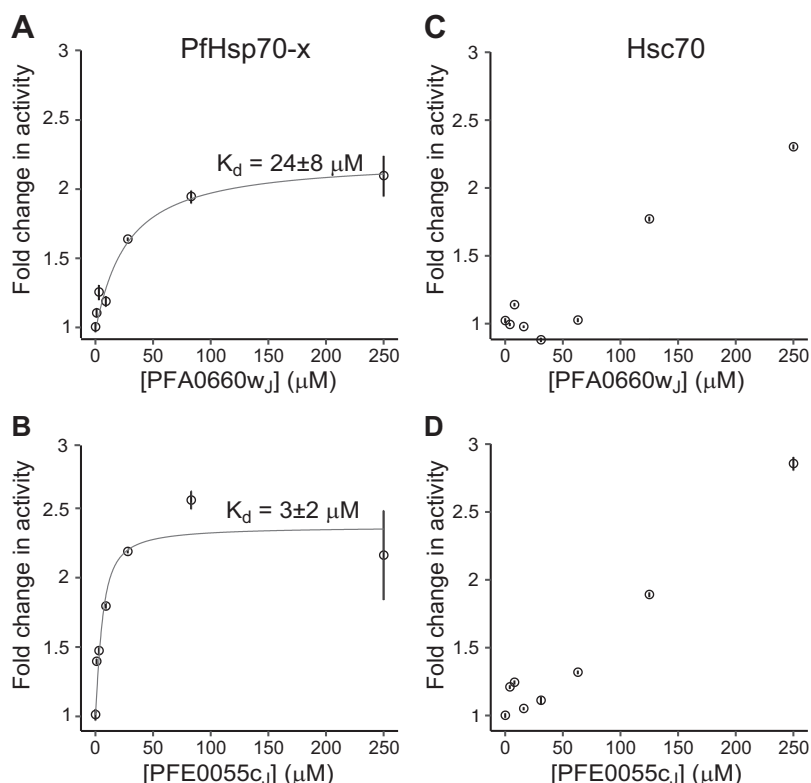 A
PfHsp70-x
Fold change in activity
3
2.5
2
1.5
1
K_d = 24±8 μM
0 50 100 150 200 250
[PFA0660w_J] (μM)
C
Hsc70
Fold change in activity
3
2.5
2
1.5
1
0 50 100 150 200 250
[PFA0660w_J] (μM)
B
Fold change in activity
3
2.5
2
1.5
1
K_d = 3±2 μM
0 50 100 150 200 250
[PFE0055c_J] (μM)
D
Fold change in activity
3
2.5
2
1.5
1
0 50 100 150 200 250
[PFE0055c_J] (μM)